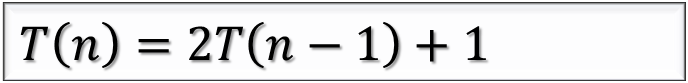 T(n) = 2T(n − 1) + 1